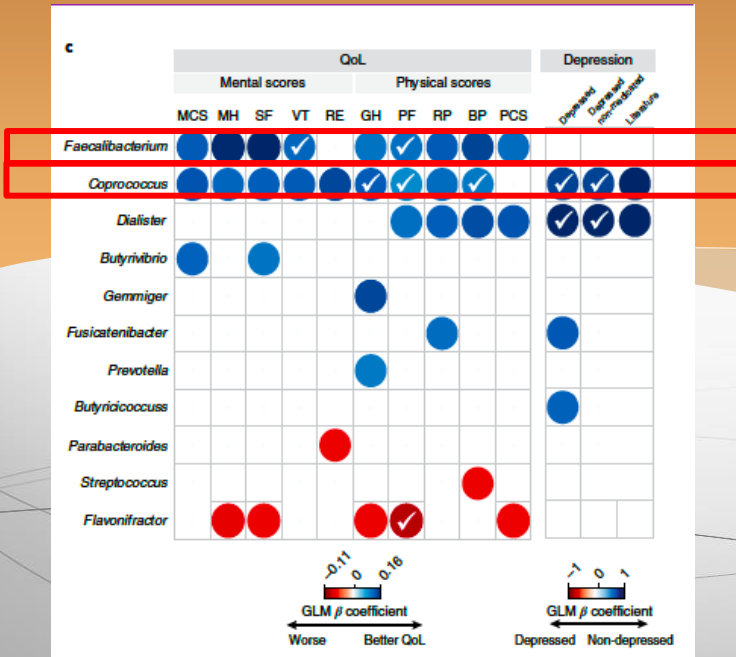 c
QoL Depression
Mental scores Physical scores
MCS MH SF VT RE GH PF RP BP PCS Depressed Depressed non-medicated Literature
Faecalibacterium
Coprococcus
Dialister
Butyrivibrio
Gemmiger
Fusicatenibacter
Prevotella
Butyricicoccuss
Parabacteroides
Streptococcus
Flavonifractor
−0.11 0 0.16 −1 0 1
GLM β coefficient GLM β coefficient
Worse Better QoL Depressed Non-depressed